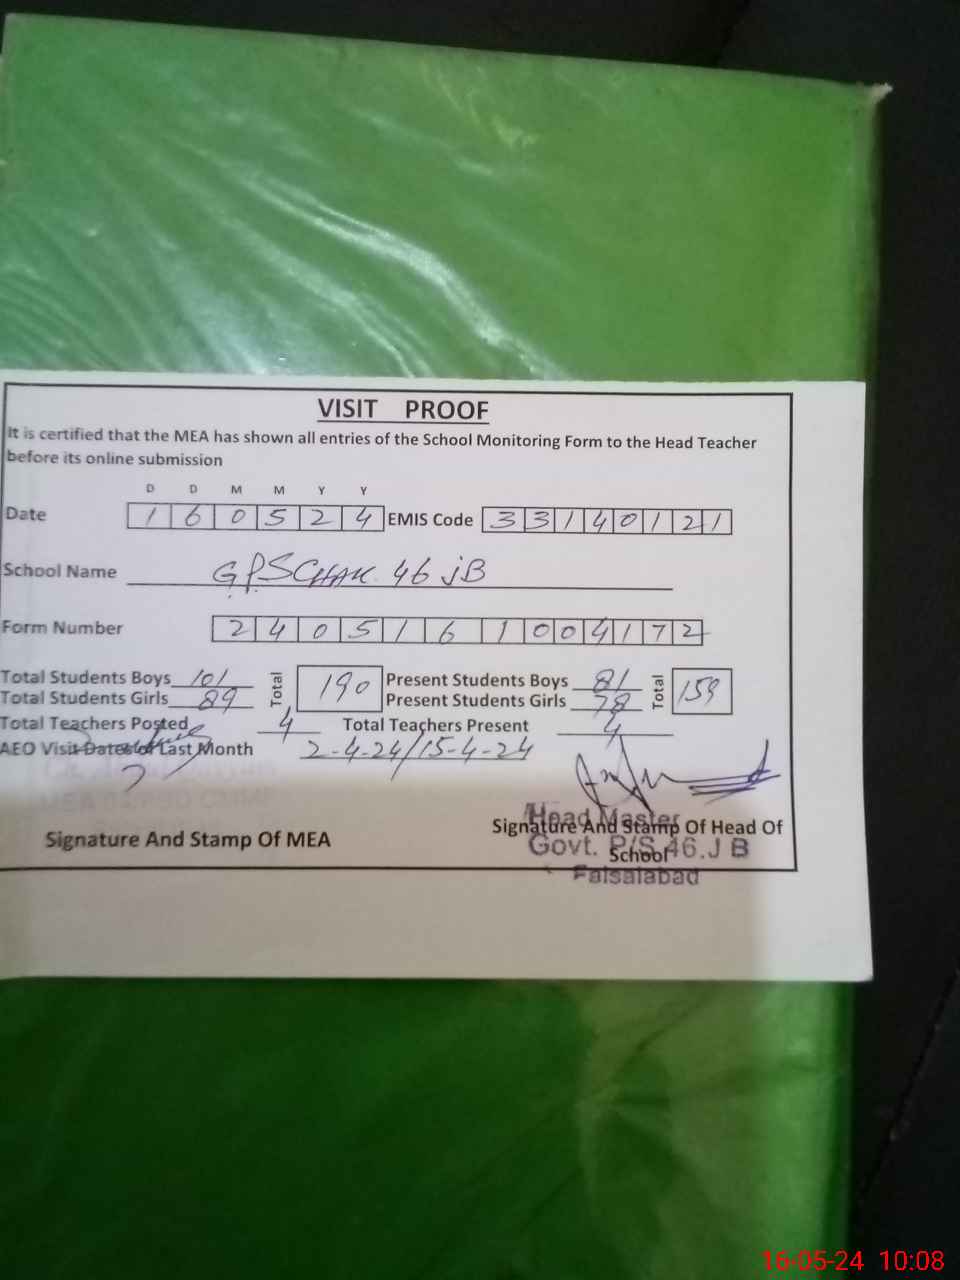 VISIT PROOF
It is certified that the MEA has shown all entries of the School Monitoring Form to the Head Teacher
before its online submission
D D M M Y Y
Date 1 6 0 5 2 4 EMIS Code 3 3 1 4 0 1 2 1
School Name GPS CHAK 46 JB
Form Number 2 4 0 5 1 6 1 0 0 4 1 7 2
Total Students Boys 101 Total 190 Present Students Boys 81 Total 159
Total Students Girls 89 Present Students Girls 78
Total Teachers Posted 4 Total Teachers Present 4
AEO Visit Dates of Last Month 2-4-24/15-4-24
Head Master
Signature And Stamp Of MEA Signature And Stamp Of Head Of
School
Govt. P/S 46.J B
Faisalabad
16-05-24 10:08